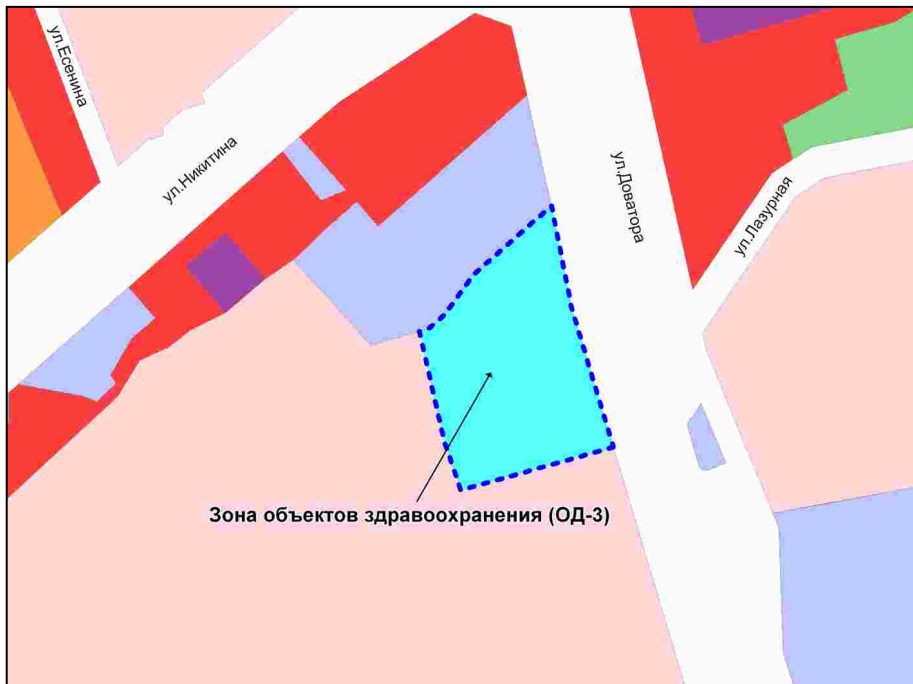 ул.Есенина
ул.Никитина
ул.Доватора
ул.Лазурная
Зона объектов здравоохранения (ОД-3)